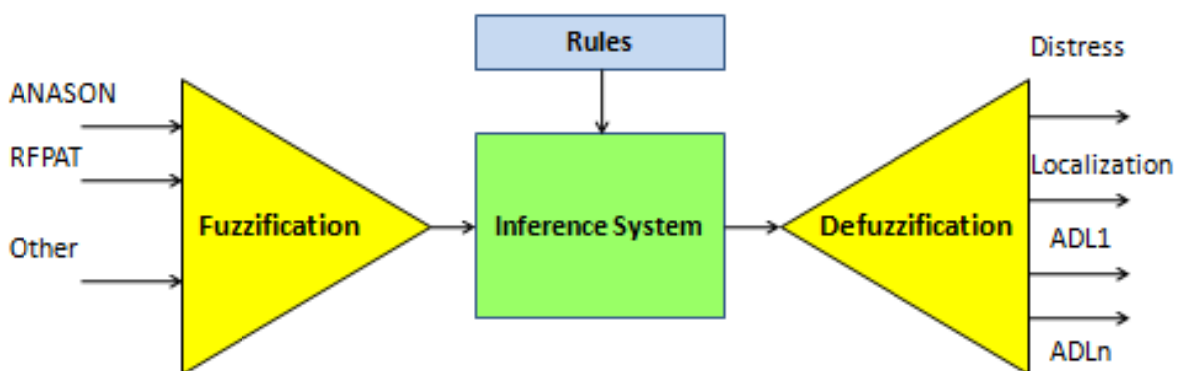 Rules
Distress
ANASON
RFPAT
Localization
Fuzzification
Inference System
Defuzzification
Other
ADL1
ADLn